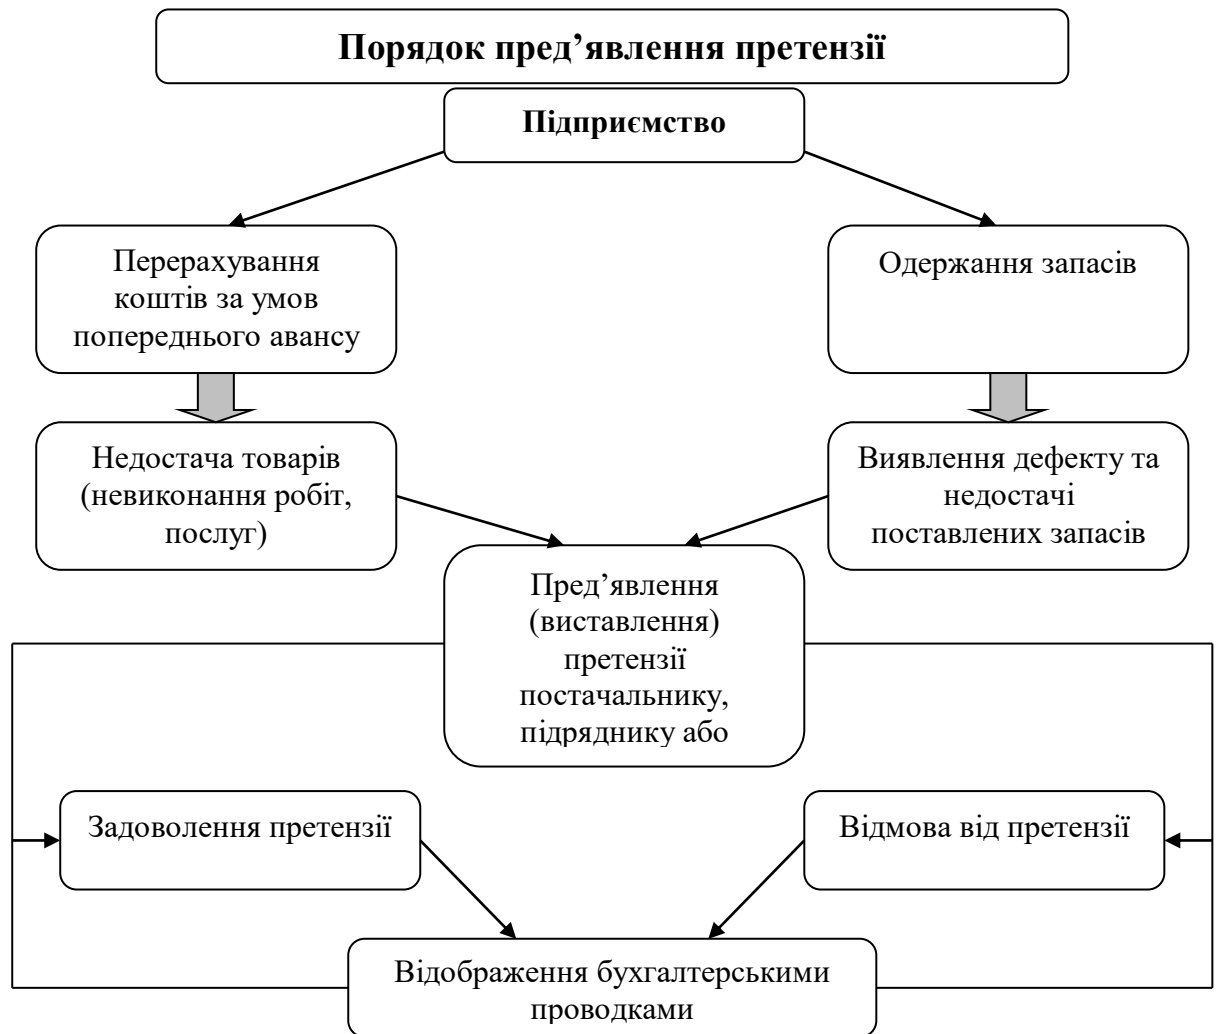 Порядок пред’явлення претензії
Підприємство
Перерахування
коштів за умов
попереднього авансу
Одержання запасів
Недостача товарів
(невиконання робіт,
послуг)
Виявлення дефекту та
недостачі
поставлених запасів
Пред’явлення
(виставлення)
претензії
постачальнику,
підряднику або
Задоволення претензії
Відмова від претензії
Відображення бухгалтерськими
проводками